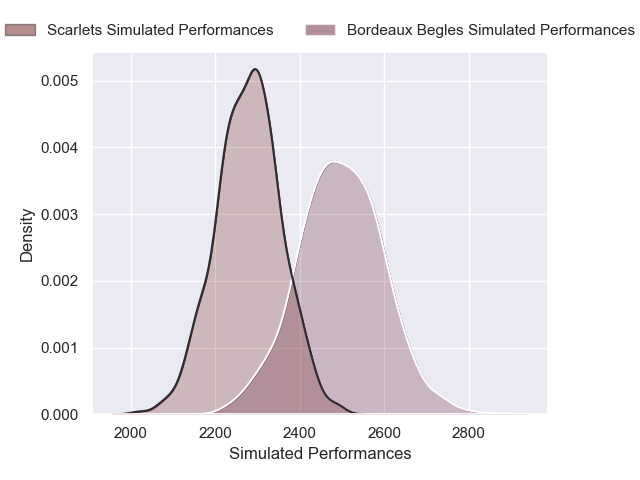 Scarlets Simulated Performances
Bordeaux Begles Simulated Performances
0.005
0.004
0.003
0.002
0.001
0.000
Density
2000 2200 2400 2600 2800
Simulated Performances